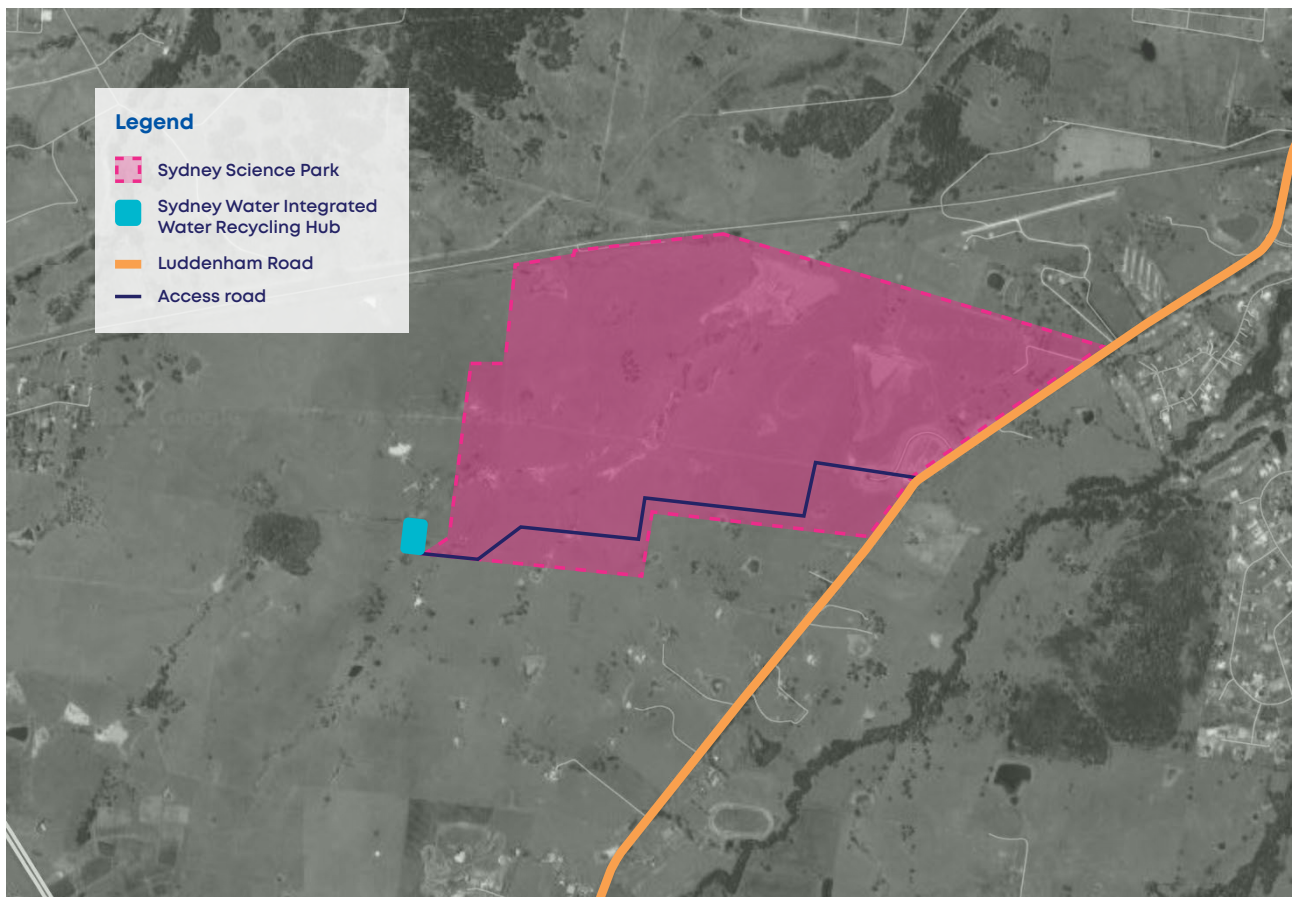 Legend
Sydney Science Park
Sydney Water Integrated
Water Recycling Hub
Luddenham Road
Access road